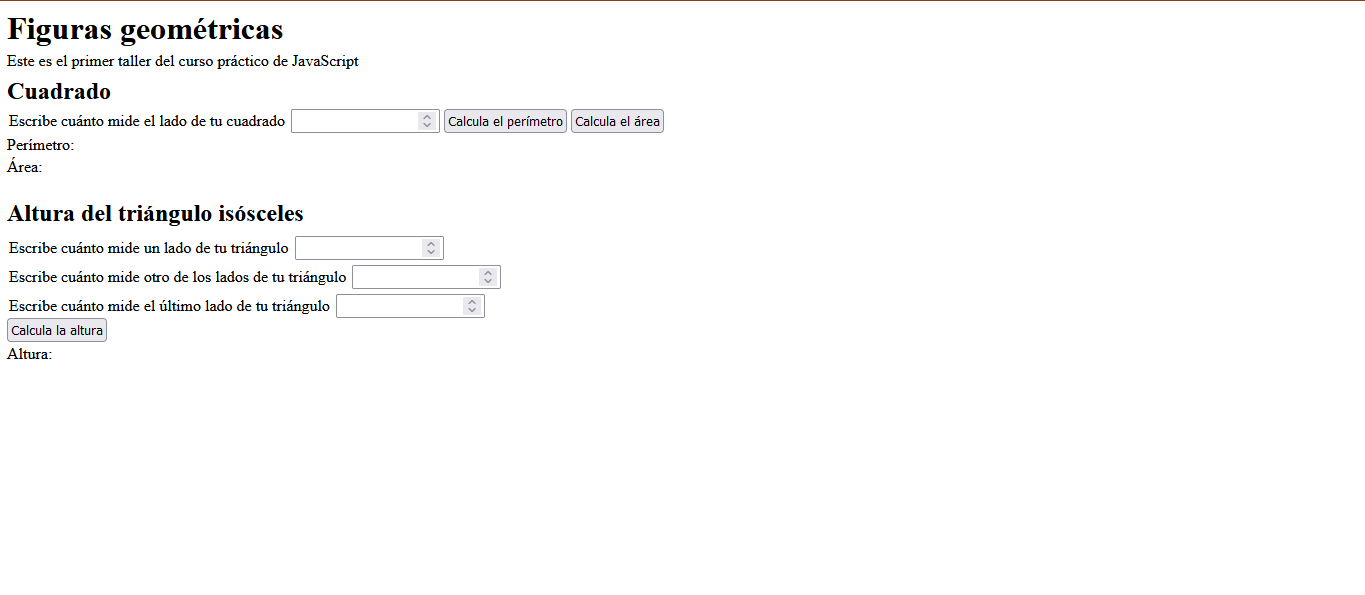 Figuras geométricas
Este es el primer taller del curso práctico de JavaScript
Cuadrado
Escribe cuánto mide el lado de tu cuadrado Calcula el perímetro Calcula el área
Perímetro:
Área:
Altura del triángulo isósceles
Escribe cuánto mide un lado de tu triángulo
Escribe cuánto mide otro de los lados de tu triángulo
Escribe cuánto mide el último lado de tu triángulo
Calcula la altura
Altura: